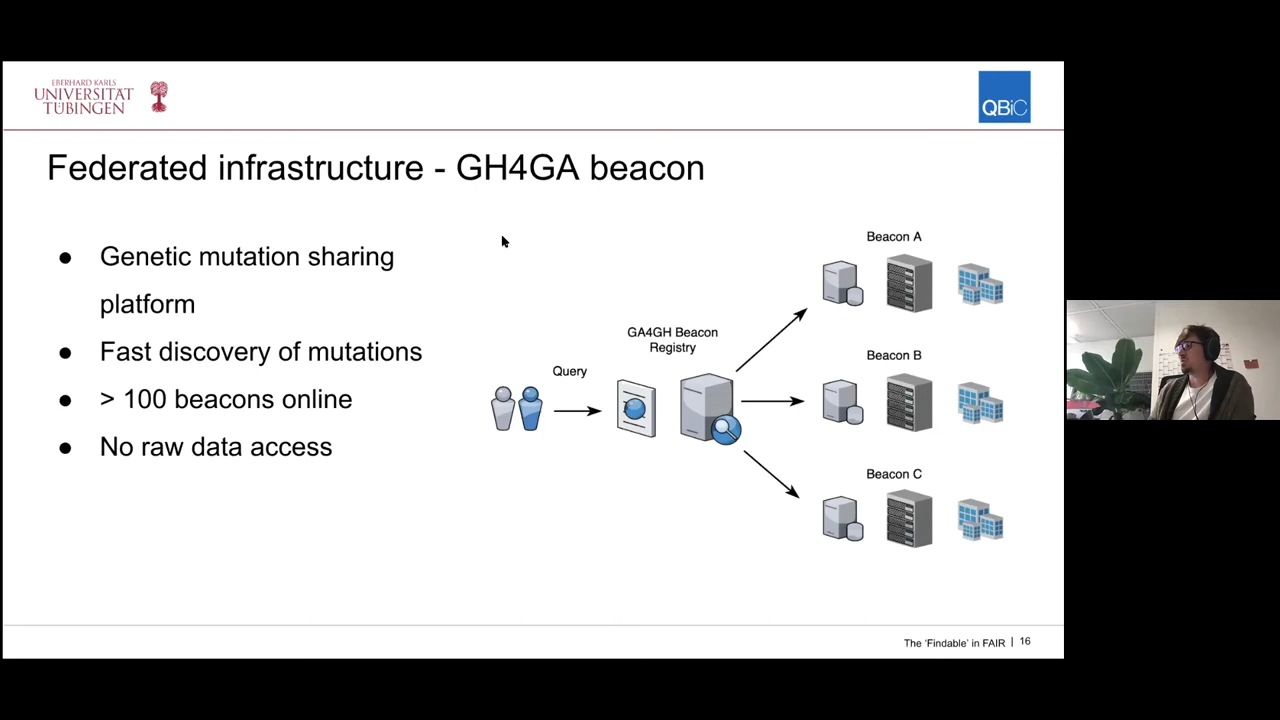 EBERHARD KARLS
UNIVERSITÄT
TÜBINGEN
QBiC
Federated infrastructure - GH4GA beacon
● Genetic mutation sharing
platform
● Fast discovery of mutations
● > 100 beacons online
● No raw data access
Query
GA4GH Beacon
Registry
Beacon A
Beacon B
Beacon C
The 'Findable' in FAIR | 16